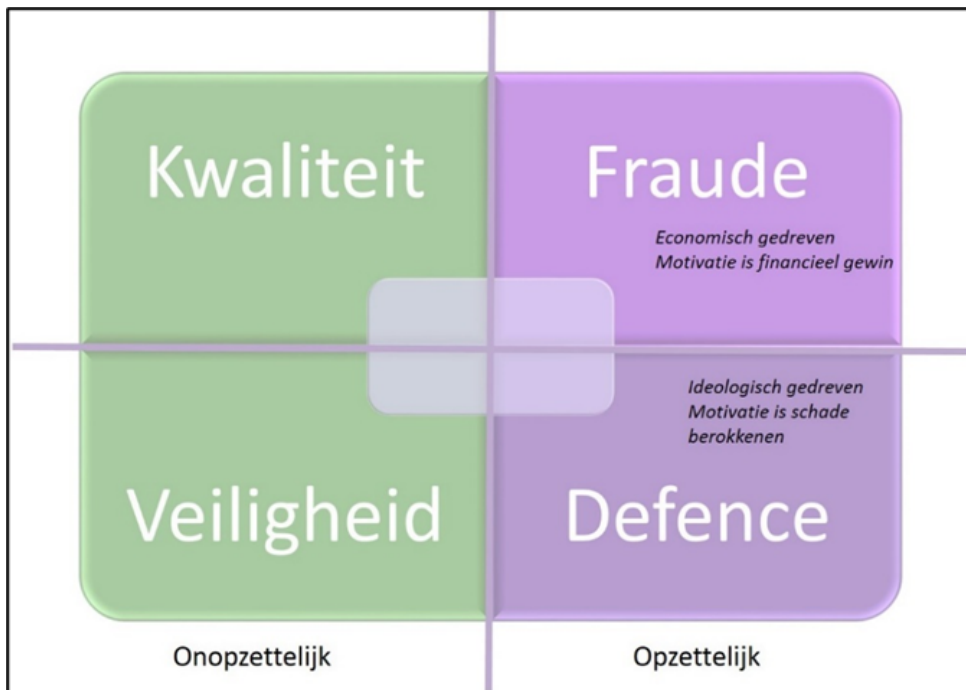 Kwaliteit
Fraude
Economisch gedreven
Motivatie is financieel gewin
Ideologisch gedreven
Motivatie is schade
berokkenen
Veiligheid
Defence
Onopzettelijk
Opzettelijk